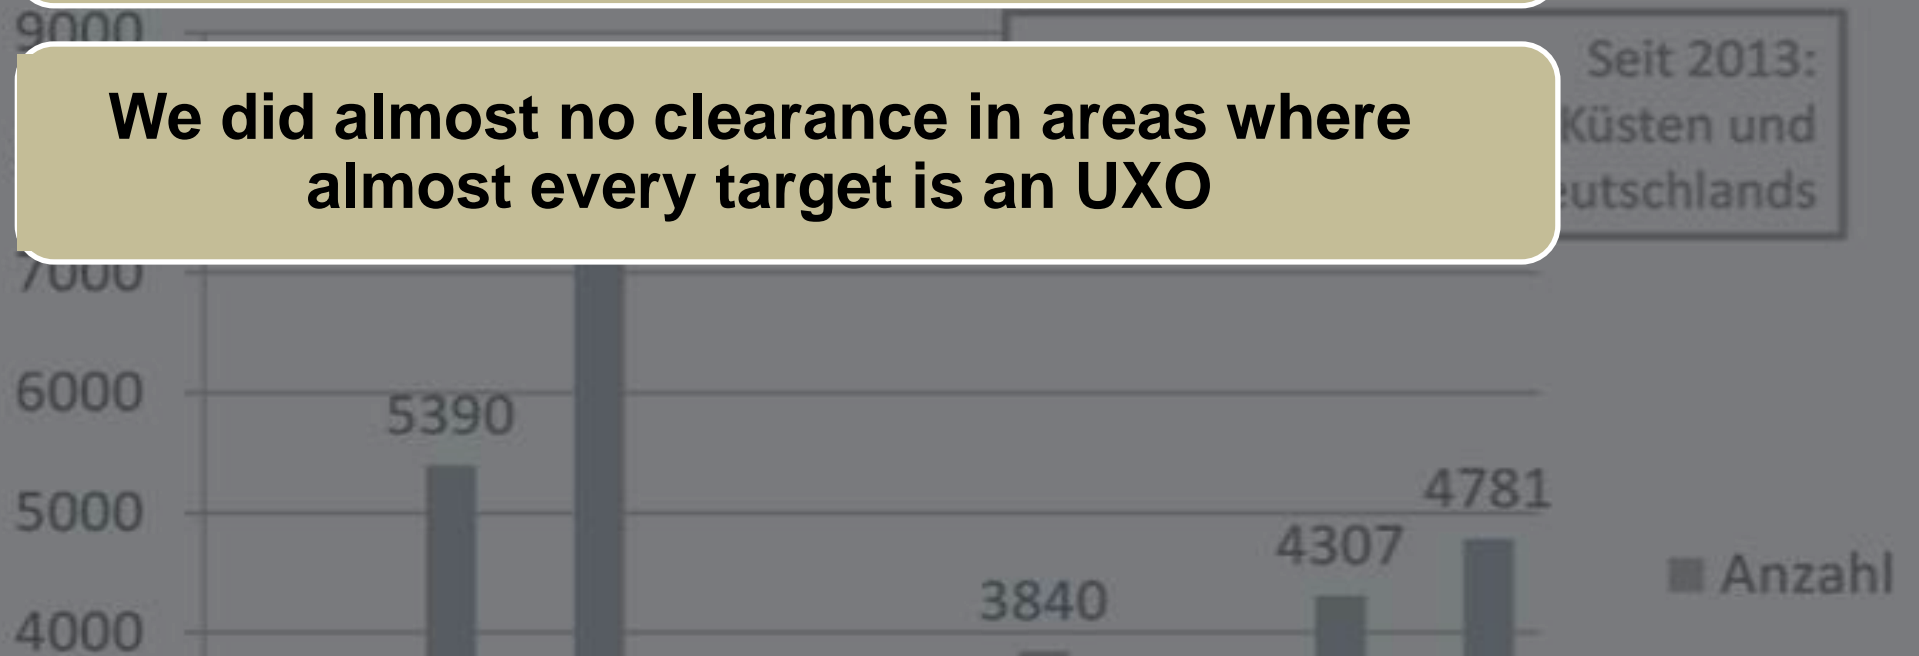 9000
Seit 2013:
We did almost no clearance in areas where
almost every target is an UXO
Küsten und
7000
6000
5390
5000
4781
4307
Anzahl
3840
4000